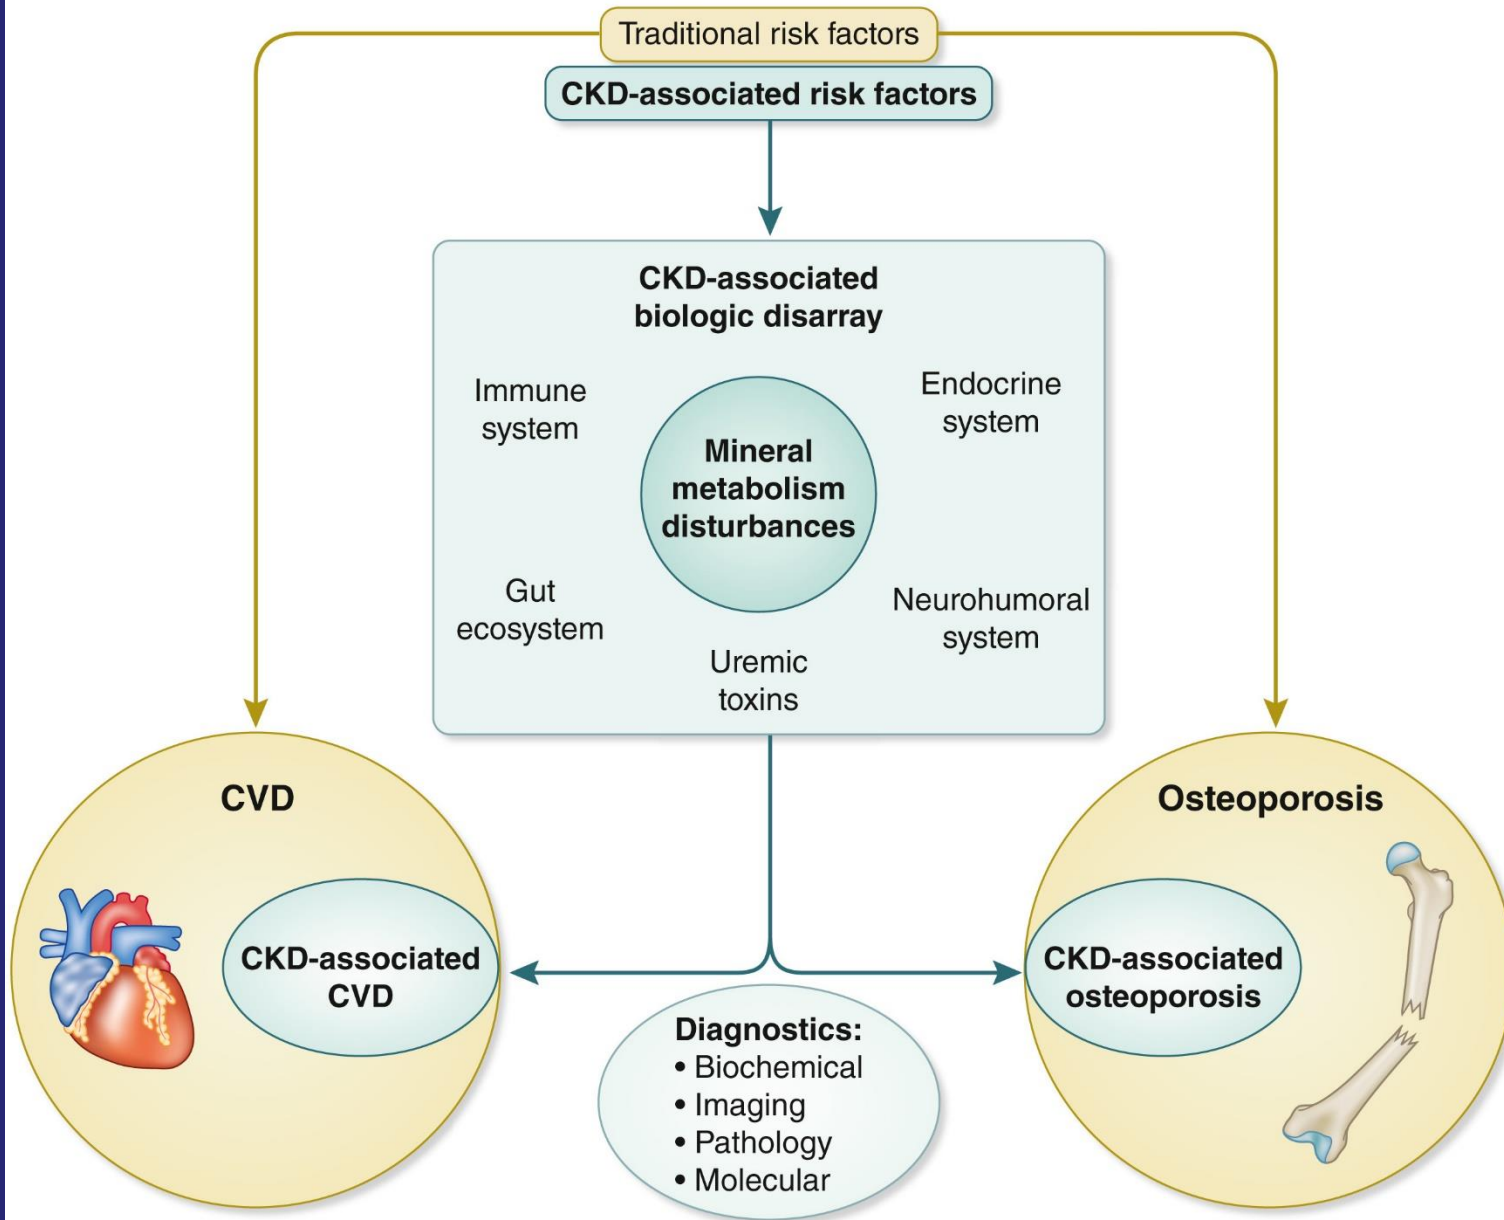 Traditional risk factors
CKD-associated risk factors
CKD-associated
biologic disarray
Immune
system
Endocrine
system
Mineral
metabolism
disturbances
Gut
ecosystem
Neurohumoral
system
Uremic
toxins
CVD
Osteoporosis
CKD-associated
CVD
CKD-associated
osteoporosis
Diagnostics:
• Biochemical
• Imaging
• Pathology
• Molecular